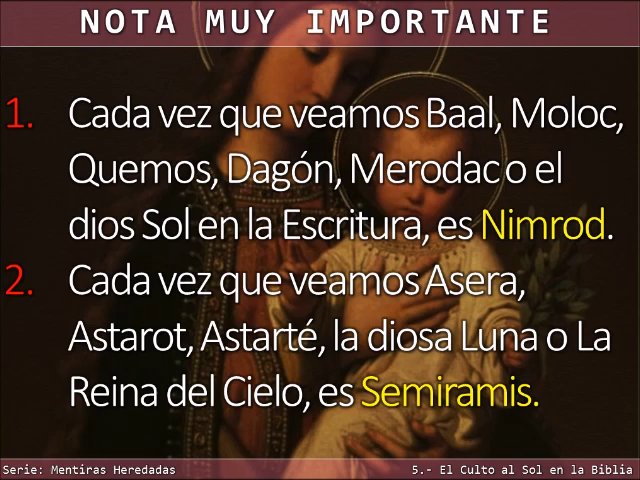 NOTA MUY IMPORTANTE
1. Cada vez que veamos Baal, Moloc,
Quemos, Dagón, Merodac o el
dios Sol en la Escritura, es Nimrod.
2. Cada vez que veamos Asera,
Astarot, Astarté, la diosa Luna o La
Reina del Cielo, es Semiramis.
Serie: Mentiras Heredadas
5.- El Culto al Sol en la Biblia